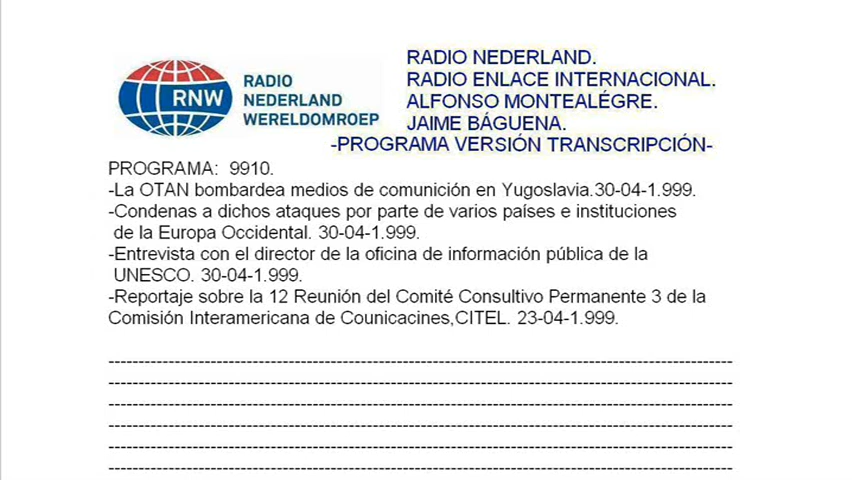 RNW
RADIO
NEDERLAND
WERELDOMROEP
RADIO NEDERLAND.
RADIO ENLACE INTERNACIONAL.
ALFONSO MONTEALÉGRE.
JAIME BÁGUENA.
-PROGRAMA VERSIÓN TRANSCRIPCIÓN-
PROGRAMA: 9910.
-La OTAN bombardea medios de comunición en Yugoslavia.30-04-1.999.
-Condenas a dichos ataques por parte de varios países e instituciones
de la Europa Occidental. 30-04-1.999.
-Entrevista con el director de la oficina de información pública de la
UNESCO. 30-04-1.999.
-Reportaje sobre la 12 Reunión del Comité Consultivo Permanente 3 de la
Comisión Interamericana de Counicacines,CITEL. 23-04-1.999.